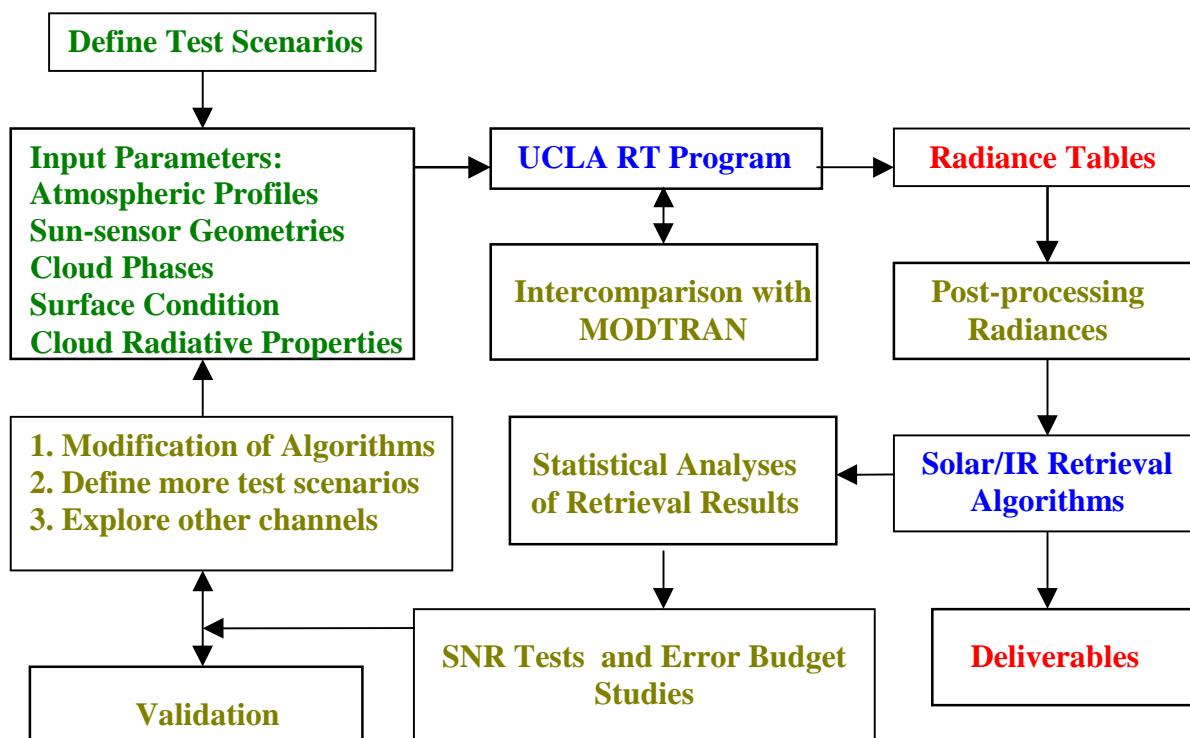 Define Test Scenarios
Input Parameters:
Atmospheric Profiles
Sun-sensor Geometries
Cloud Phases
Surface Condition
Cloud Radiative Properties
UCLA RT Program
Radiance Tables
Intercomparison with
MODTRAN
Post-processing
Radiances
1. Modification of Algorithms
2. Define more test scenarios
3. Explore other channels
Statistical Analyses
of Retrieval Results
Solar/IR Retrieval
Algorithms
SNR Tests and Error Budget
Studies
Deliverables
Validation